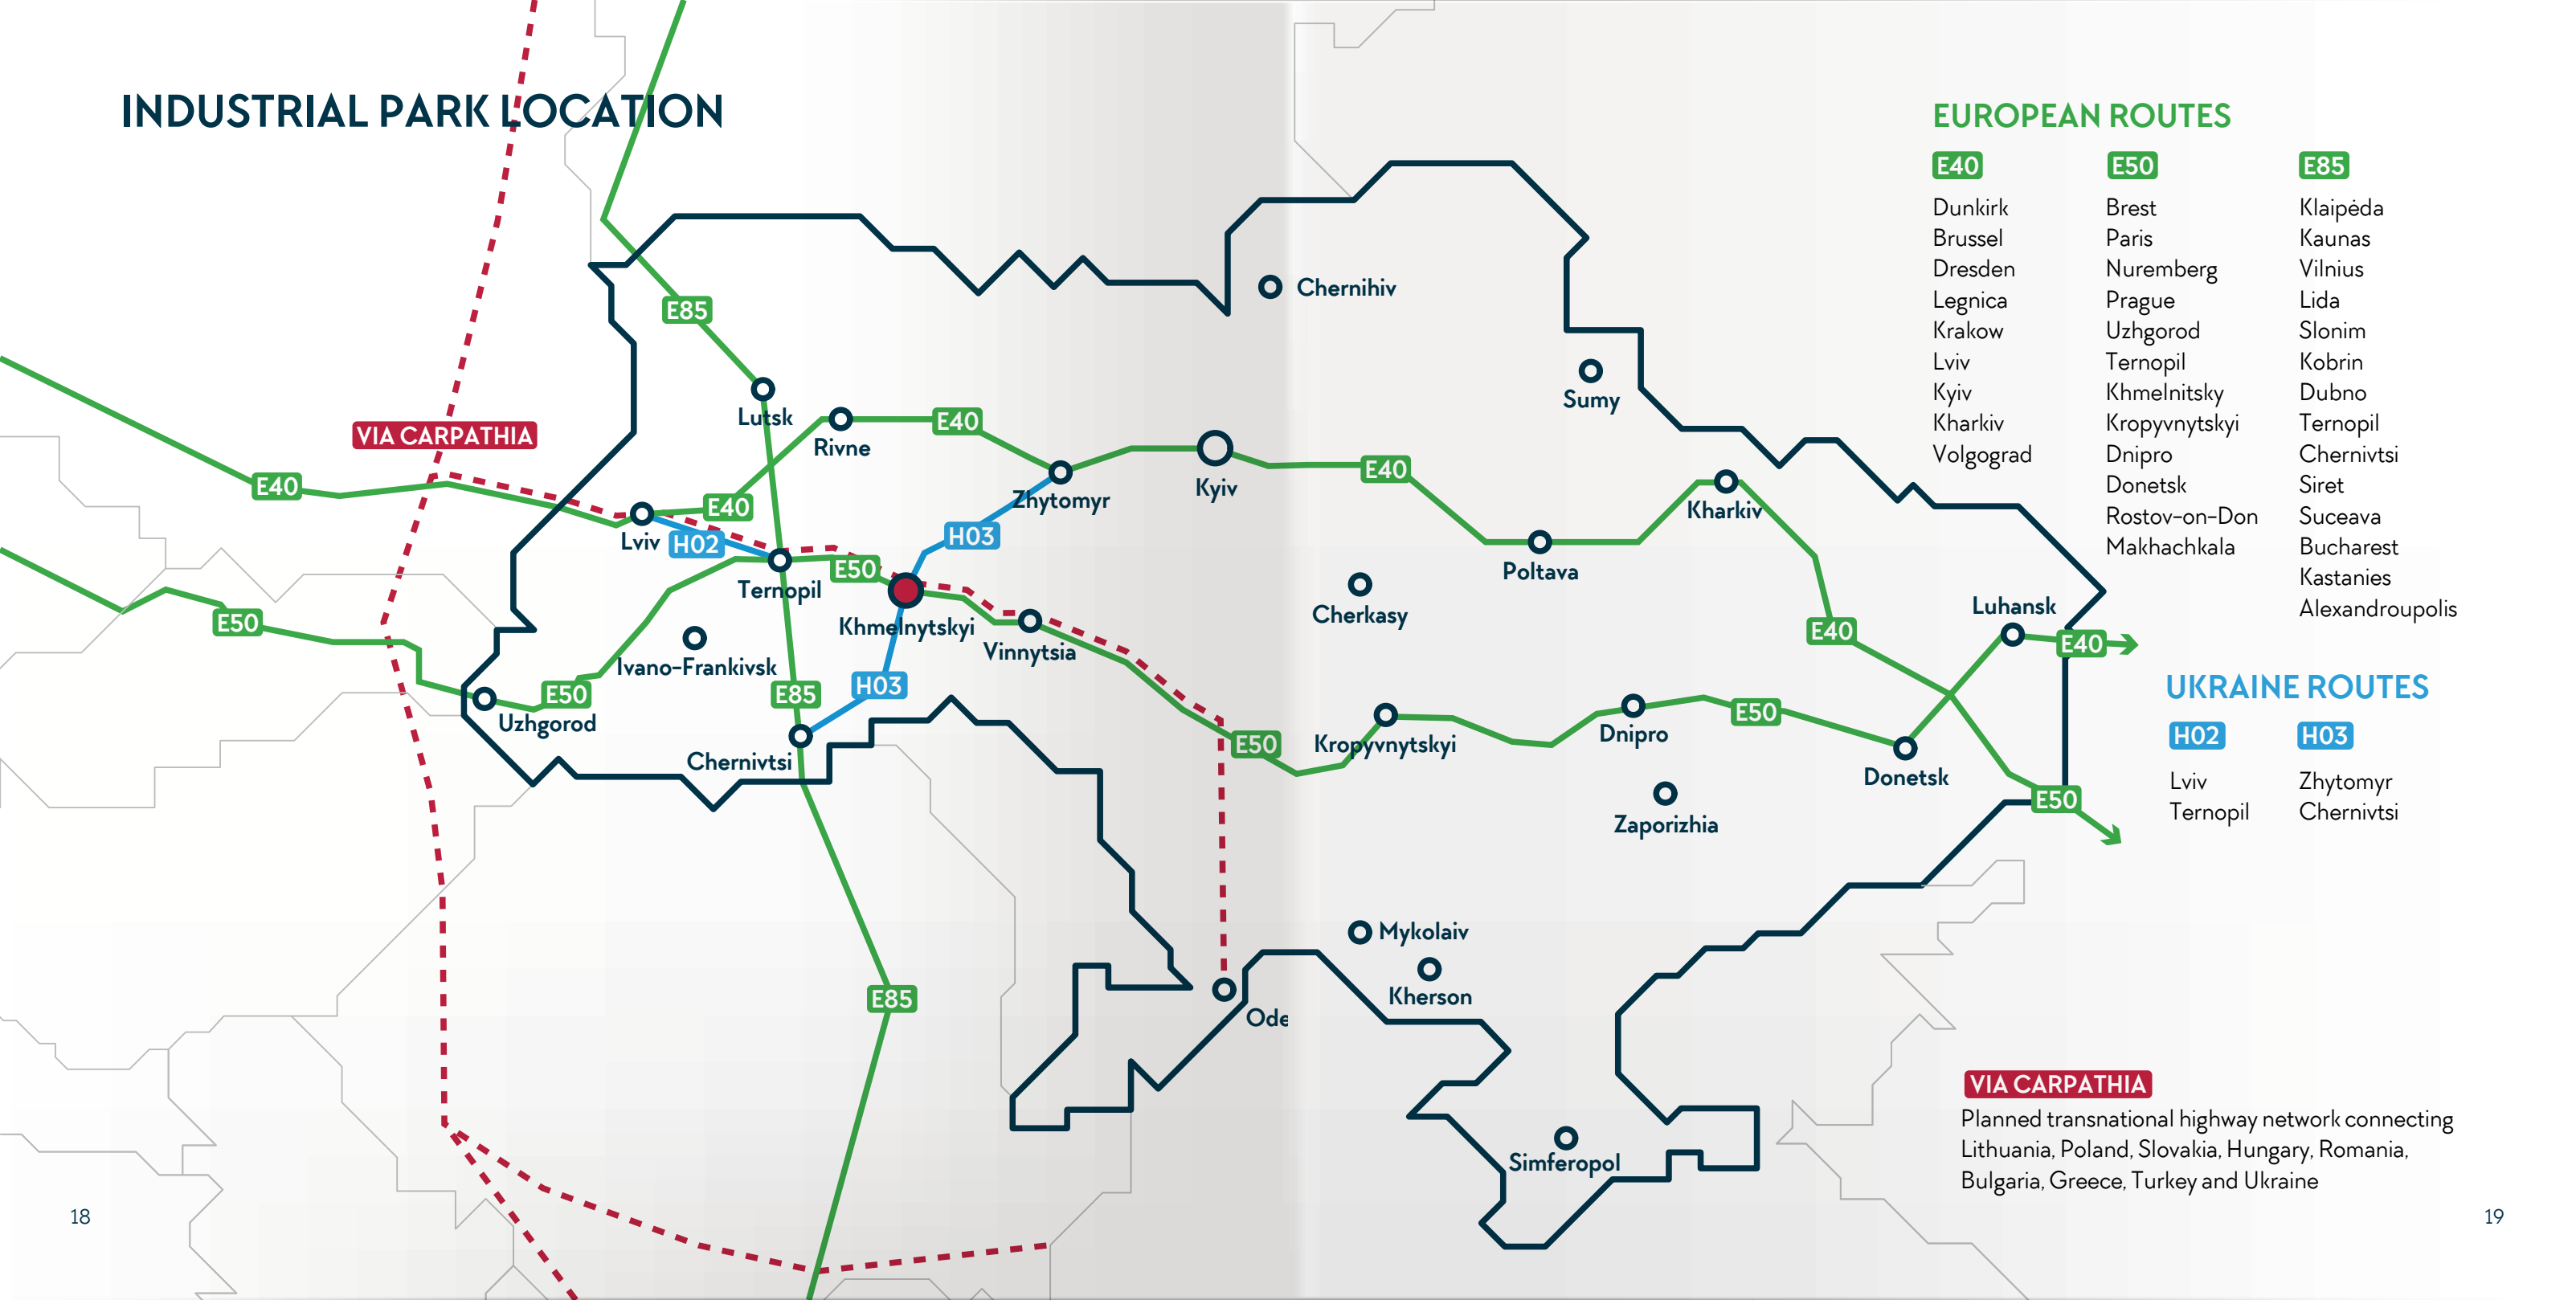 INDUSTRIAL PARK LOCATION
EUROPEAN ROUTES
E40
Dunkirk
Brussel
Dresden
Legnica
Krakow
Lviv
Kyiv
Kharkiv
Volgograd
E50
Brest
Paris
Nuremberg
Prague
Uzhgorod
Ternopil
Khmelnitsky
Kropyvnytskyi
Dnipro
Donetsk
Rostov-on-Don
Makhachkala
E85
Klaipėda
Kaunas
Vilnius
Lida
Slonim
Kobrin
Dubno
Ternopil
Chernivtsi
Siret
Suceava
Bucharest
Kastanies
Alexandroupolis
UKRAINE ROUTES
H02
Lviv
Ternopil
H03
Zhytomyr
Chernivtsi
VIA CARPATHIA
Planned transnational highway network connecting
Lithuania, Poland, Slovakia, Hungary, Romania,
Bulgaria, Greece, Turkey and Ukraine
Chernihiv
E85
Sumy
Lutsk
E40
VIA CARPATHIA
Rivne
E40
E40
Kyiv
Zhytomyr
E40
Kharkiv
H03
Lviv
H02
E50
Poltava
Ternopil
Luhansk
Cherkasy
E50
Khmelnytskyi
E40
E40
Vinnytsia
Ivano-Frankivsk
H03
E50
E85
Uzhgorod
E50
Dnipro
E50
Kropyvnytskyi
Chernivtsi
Donetsk
E50
Zaporizhia
Mykolaiv
E85
Kherson
Ode
Simferopol
18
19